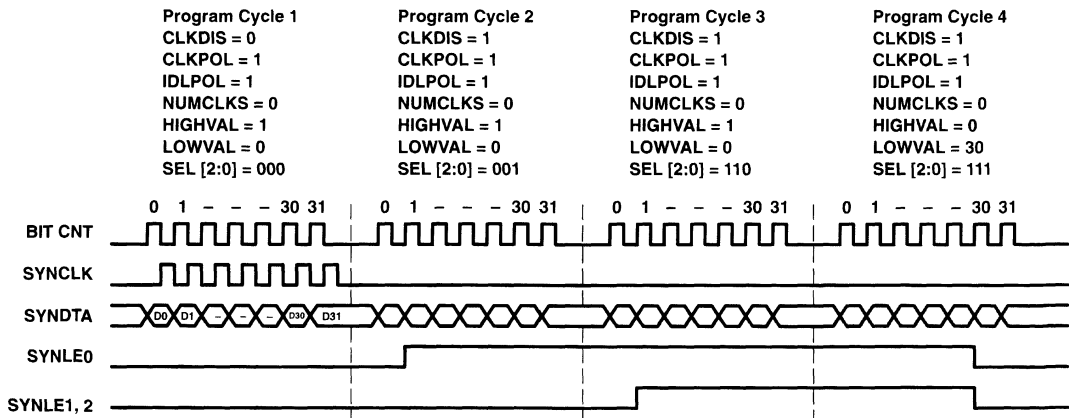 Program Cycle 1 Program Cycle 2 Program Cycle 3 Program Cycle 4
CLKDIS = 0 CLKDIS = 1 CLKDIS = 1 CLKDIS = 1
CLKPOL = 1 CLKPOL = 1 CLKPOL = 1 CLKPOL = 1
IDLPOL = 1 IDLPOL = 1 IDLPOL = 1 IDLPOL = 1
NUMCLKS = 0 NUMCLKS = 0 NUMCLKS = 0 NUMCLKS = 0
HIGHVAL = 1 HIGHVAL = 1 HIGHVAL = 1 HIGHVAL = 0
LOWVAL = 0 LOWVAL = 0 LOWVAL = 0 LOWVAL = 30
SEL [2:0] = 000 SEL [2:0] = 001 SEL [2:0] = 110 SEL [2:0] = 111
0 1 – – – 30 31 0 1 – – – 30 31 0 1 – – – 30 31 0 1 – – – 30 31
BIT CNT
SYNCLK
SYNDTA D0 D1 – – – D30 D31
SYNLE0
SYNLE1, 2